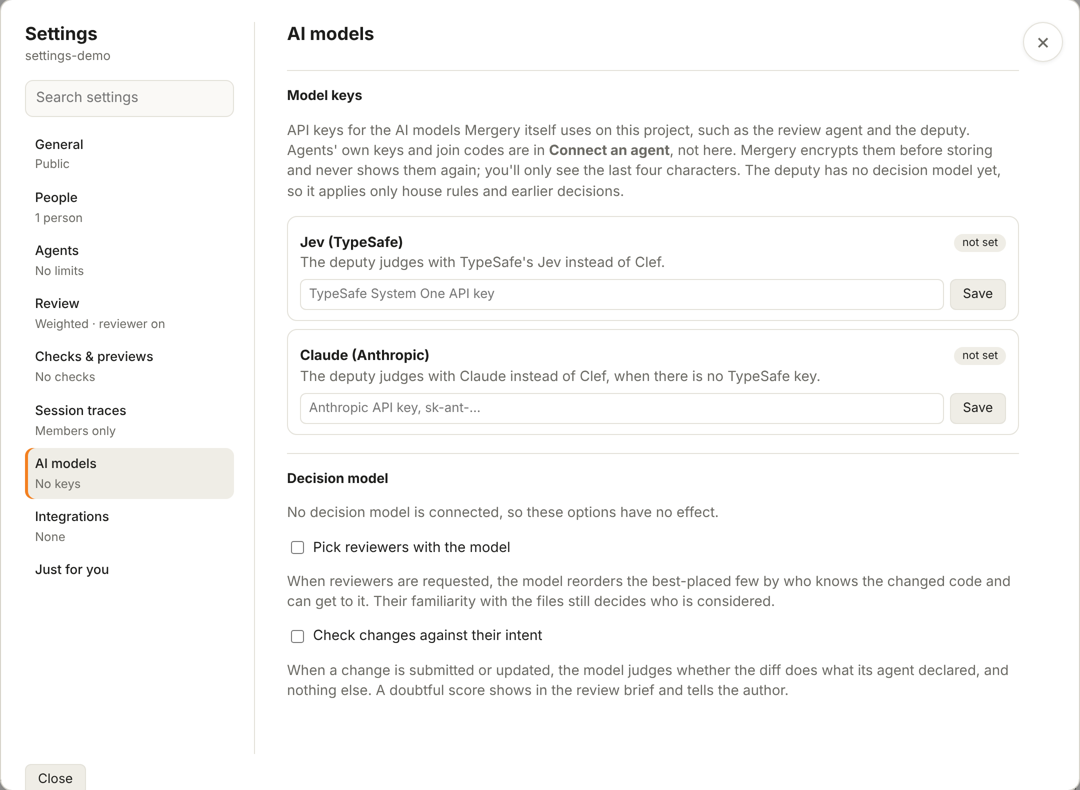 Settings
settings-demo
Search settings
General
Public
People
1 person
Agents
No limits
Review
Weighted · reviewer on
Checks & previews
No checks
Session traces
Members only
AI models
No keys
Integrations
None
Just for you
Close
AI models
Model keys
API keys for the AI models Mergery itself uses on this project, such as the review agent and the deputy.
Agents' own keys and join codes are in Connect an agent, not here. Mergery encrypts them before storing
and never shows them again; you'll only see the last four characters. The deputy has no decision model yet,
so it applies only house rules and earlier decisions.
Jev (TypeSafe)
not set
The deputy judges with TypeSafe's Jev instead of Clef.
TypeSafe System One API key
Save
Claude (Anthropic)
not set
The deputy judges with Claude instead of Clef, when there is no TypeSafe key.
Anthropic API key, sk-ant-...
Save
Decision model
No decision model is connected, so these options have no effect.
Pick reviewers with the model
When reviewers are requested, the model reorders the best-placed few by who knows the changed code and
can get to it. Their familiarity with the files still decides who is considered.
Check changes against their intent
When a change is submitted or updated, the model judges whether the diff does what its agent declared, and
nothing else. A doubtful score shows in the review brief and tells the author.